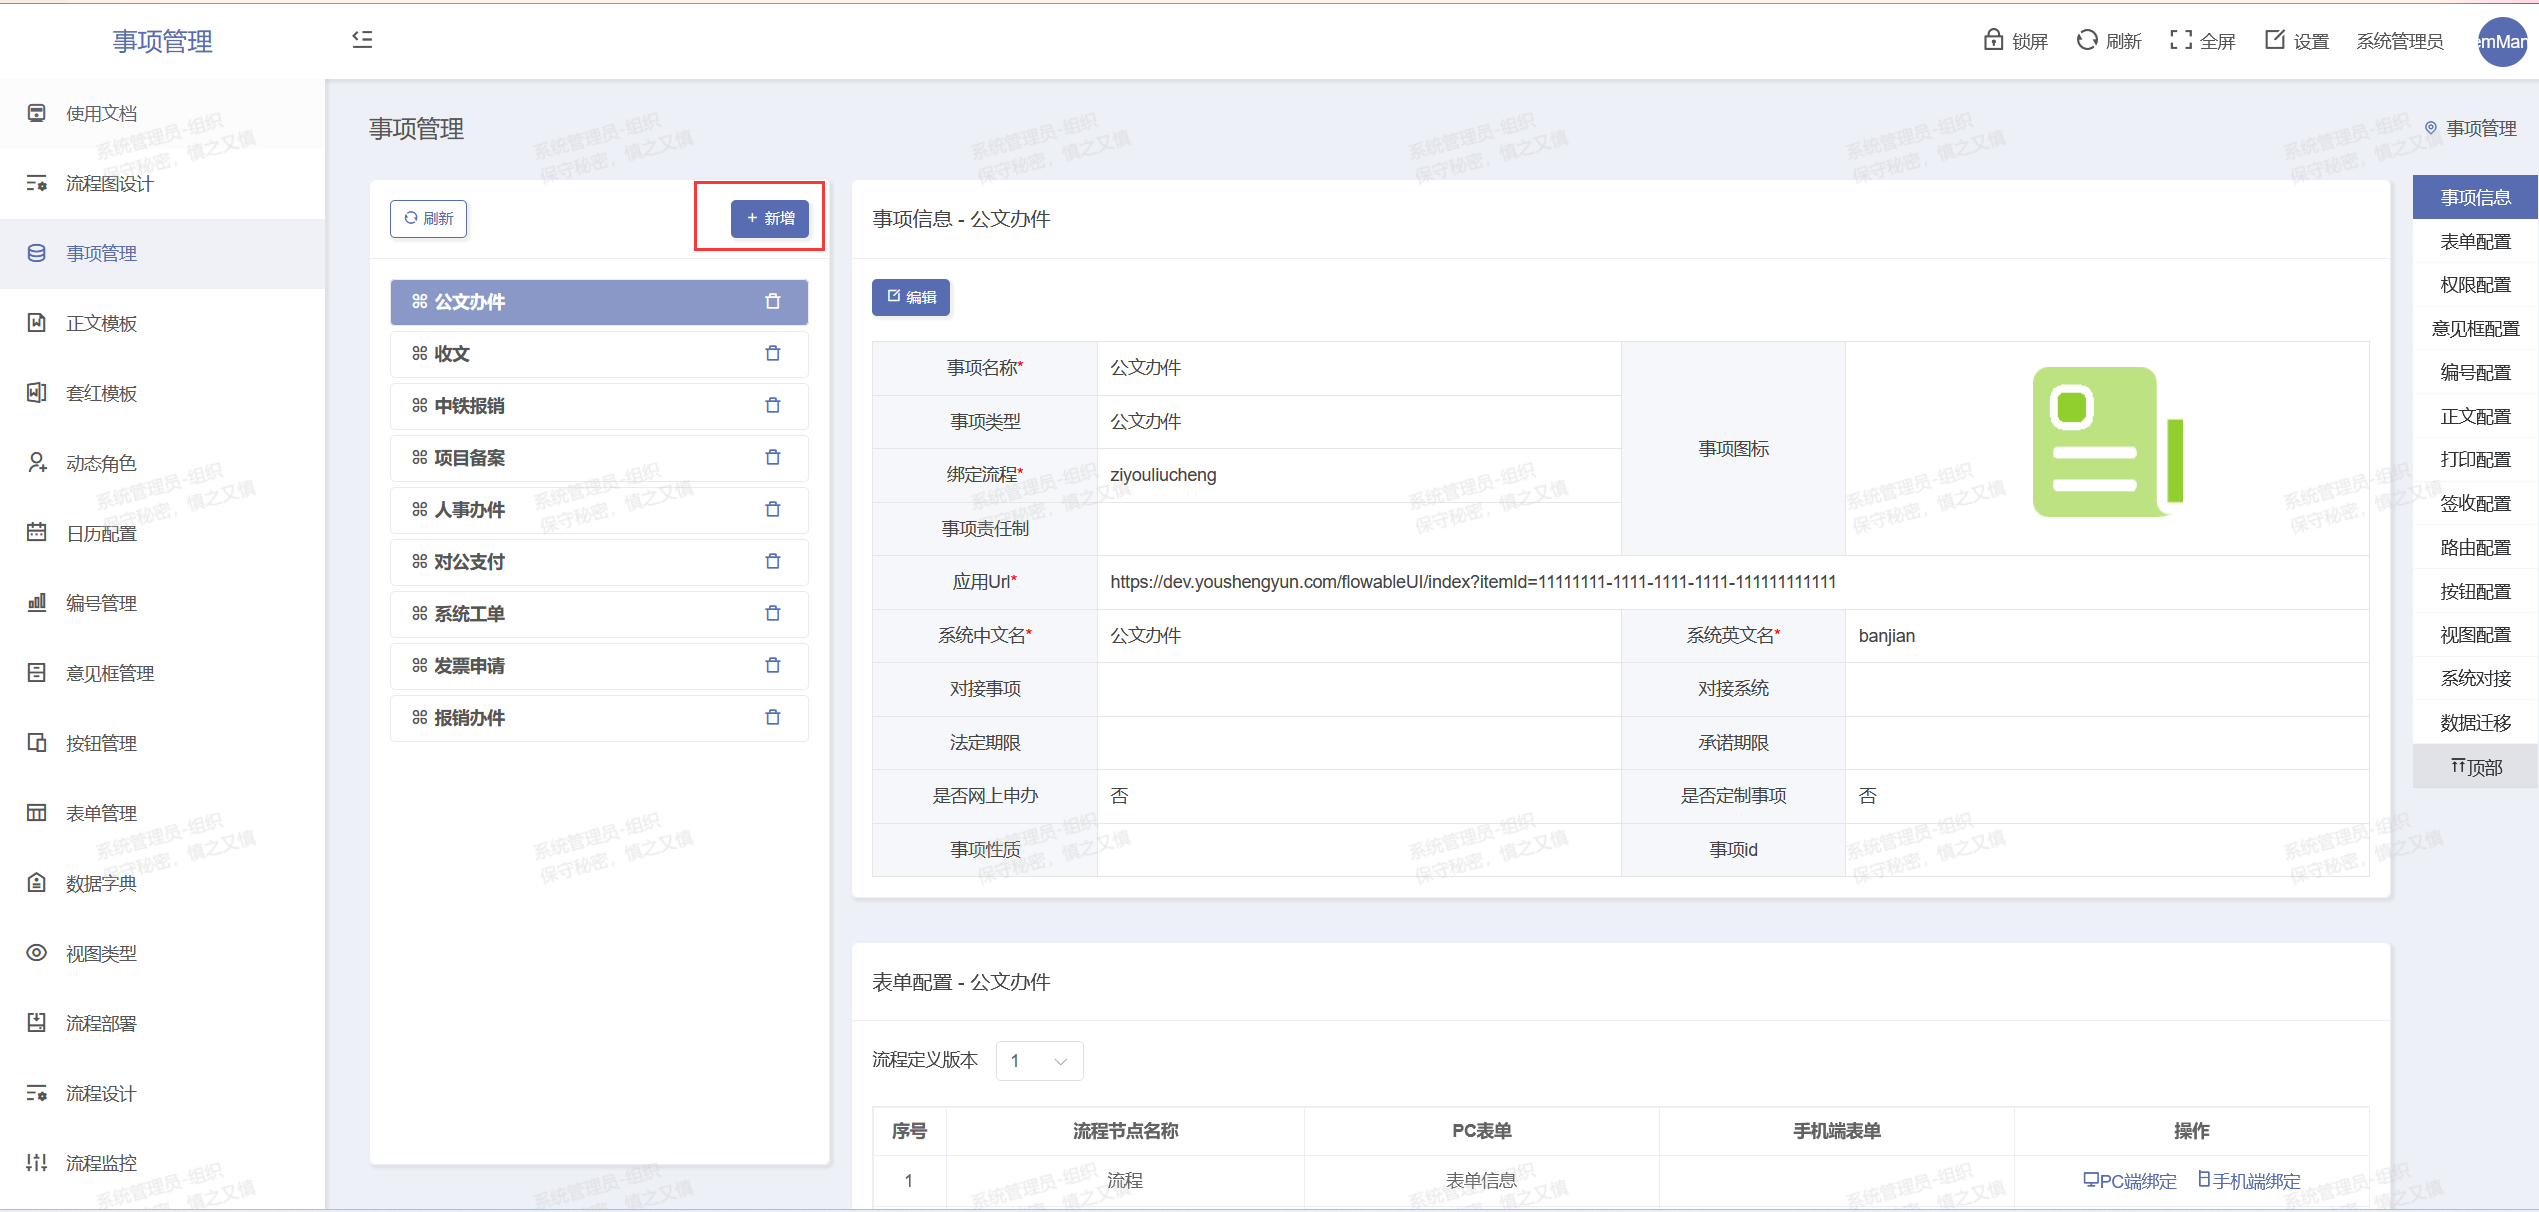 事项管理
锁屏
刷新
全屏
设置
系统管理员
emMan
使用文档
流程图设计
事项管理
正文模板
套红模板
动态角色
日历配置
编号管理
意见框管理
按钮管理
表单管理
数据字典
视图类型
流程部署
流程设计
流程监控
事项管理
事项管理
刷新
+ 新增
公文办件
收文
中铁报销
项目备案
人事办件
对公支付
系统工单
发票申请
报销办件
事项信息 - 公文办件
编辑
事项名称* 公文办件
事项类型 公文办件
绑定流程* ziyouliucheng
事项责任制
事项图标
应用Url* https://dev.youshengyun.com/flowableUI/index?itemId=11111111-1111-1111-1111-111111111111
系统中文名* 公文办件 系统英文名* banjian
对接事项 对接系统
法定期限 承诺期限
是否网上申办 否 是否定制事项 否
事项性质 事项id
表单配置 - 公文办件
流程定义版本 1
序号 流程节点名称 PC表单 手机端表单 操作
1 流程 表单信息 PC端绑定 手机端绑定
事项信息
表单配置
权限配置
意见框配置
编号配置
正文配置
打印配置
签收配置
路由配置
按钮配置
视图配置
系统对接
数据迁移
顶部
系统管理员-组织
保守秘密，慎之又慎